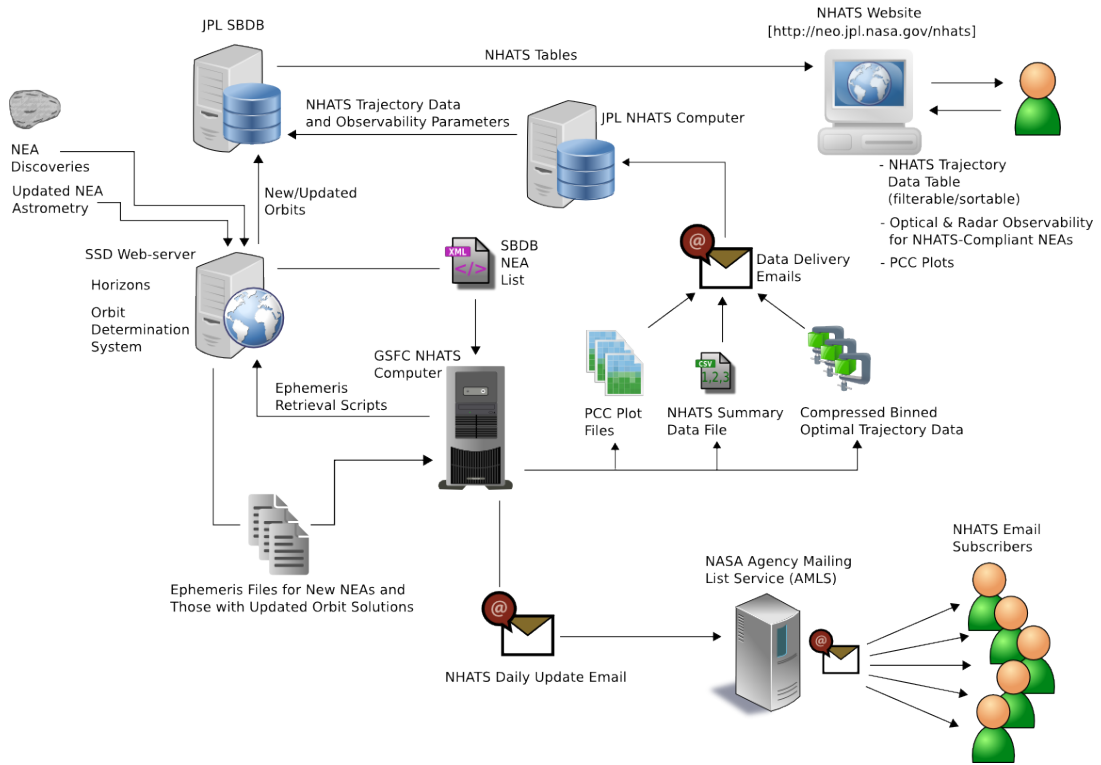 JPL SBDB
NHATS Website
[http://neo.jpl.nasa.gov/nhats]
NHATS Tables
NHATS Trajectory Data
and Observability Parameters
JPL NHATS Computer
NEA
Discoveries
Updated NEA
Astrometry
New/Updated
Orbits
- NHATS Trajectory
Data Table
(filterable/sortable)
- Optical & Radar Observability
for NHATS-Compliant NEAs
- PCC Plots
SSD Web-server
Horizons
Orbit
Determination
System
XML
</>
SBDB
NEA
List
@
Data Delivery
Emails
GSFC NHATS
Computer
Ephemeris
Retrieval Scripts
CSV
1,2,3
PCC Plot
Files
NHATS Summary
Data File
Compressed Binned
Optimal Trajectory Data
Ephemeris Files for New NEAs and
Those with Updated Orbit Solutions
@
NHATS Daily Update Email
NASA Agency Mailing
List Service (AMLS)
@
NHATS Email
Subscribers